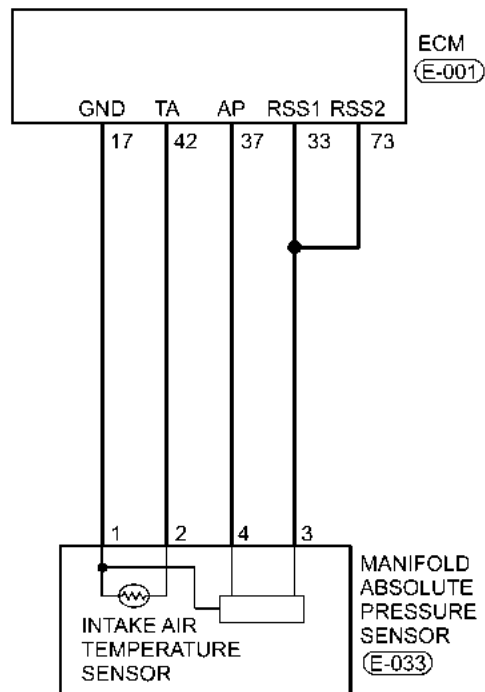 ECM
E-001
GND TA AP RSS1 RSS2
17 42 37 33 73
1 2 4 3
MANIFOLD
ABSOLUTE
PRESSURE
SENSOR
E-033
INTAKE AIR
TEMPERATURE
SENSOR